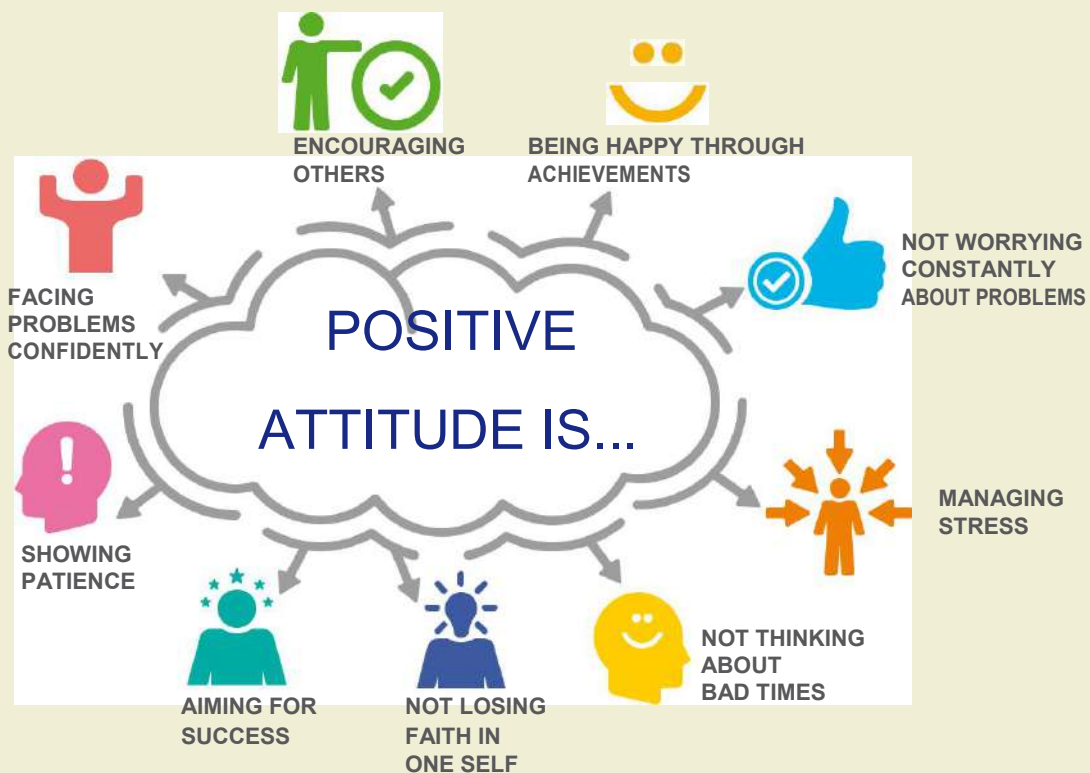 ENCOURAGING
OTHERS
BEING HAPPY THROUGH
ACHIEVEMENTS
NOT WORRYING
CONSTANTLY
ABOUT PROBLEMS
FACING
PROBLEMS
CONFIDENTLY
POSITIVE
ATTITUDE IS...
MANAGING
STRESS
SHOWING
PATIENCE
NOT THINKING
ABOUT
BAD TIMES
AIMING FOR
SUCCESS
NOT LOSING
FAITH IN
ONE SELF